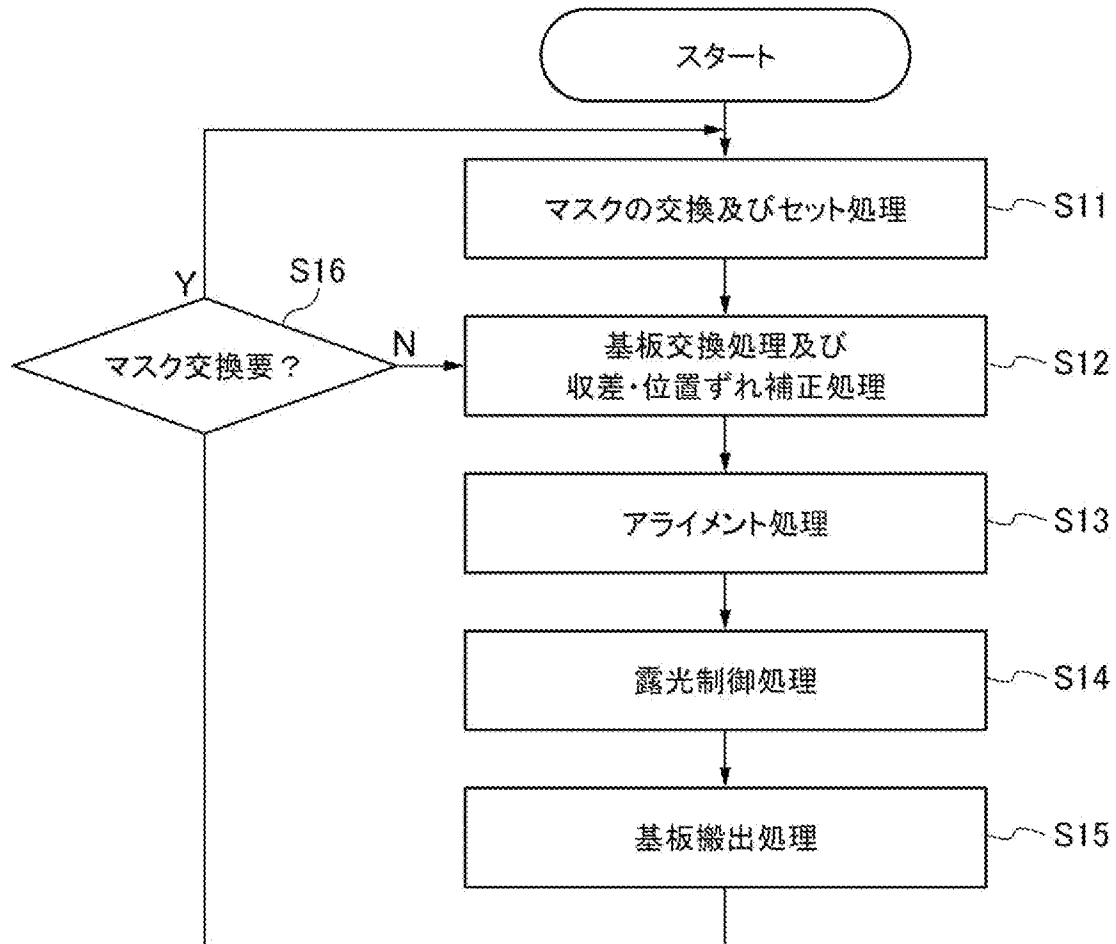 スタート
マスクの交換及びセット処理
S11
Y
S16
マスク交換要？
N
基板交換処理及び
収差・位置ずれ補正処理
S12
アライメント処理
S13
露光制御処理
S14
基板搬出処理
S15